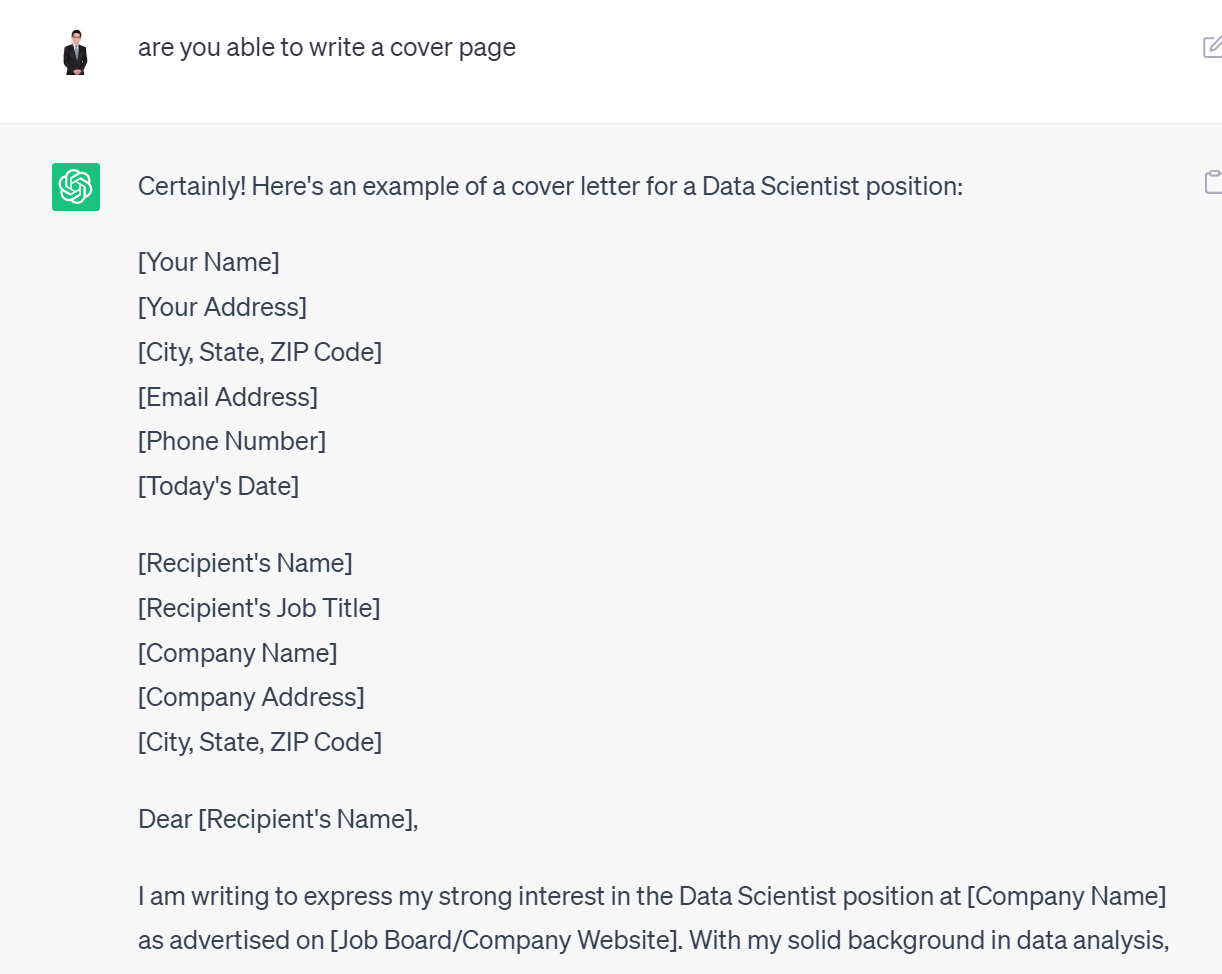 are you able to write a cover page
Certainly! Here's an example of a cover letter for a Data Scientist position:
[Your Name]
[Your Address]
[City, State, ZIP Code]
[Email Address]
[Phone Number]
[Today's Date]
[Recipient's Name]
[Recipient's Job Title]
[Company Name]
[Company Address]
[City, State, ZIP Code]
Dear [Recipient's Name],
I am writing to express my strong interest in the Data Scientist position at [Company Name]
as advertised on [Job Board/Company Website]. With my solid background in data analysis,